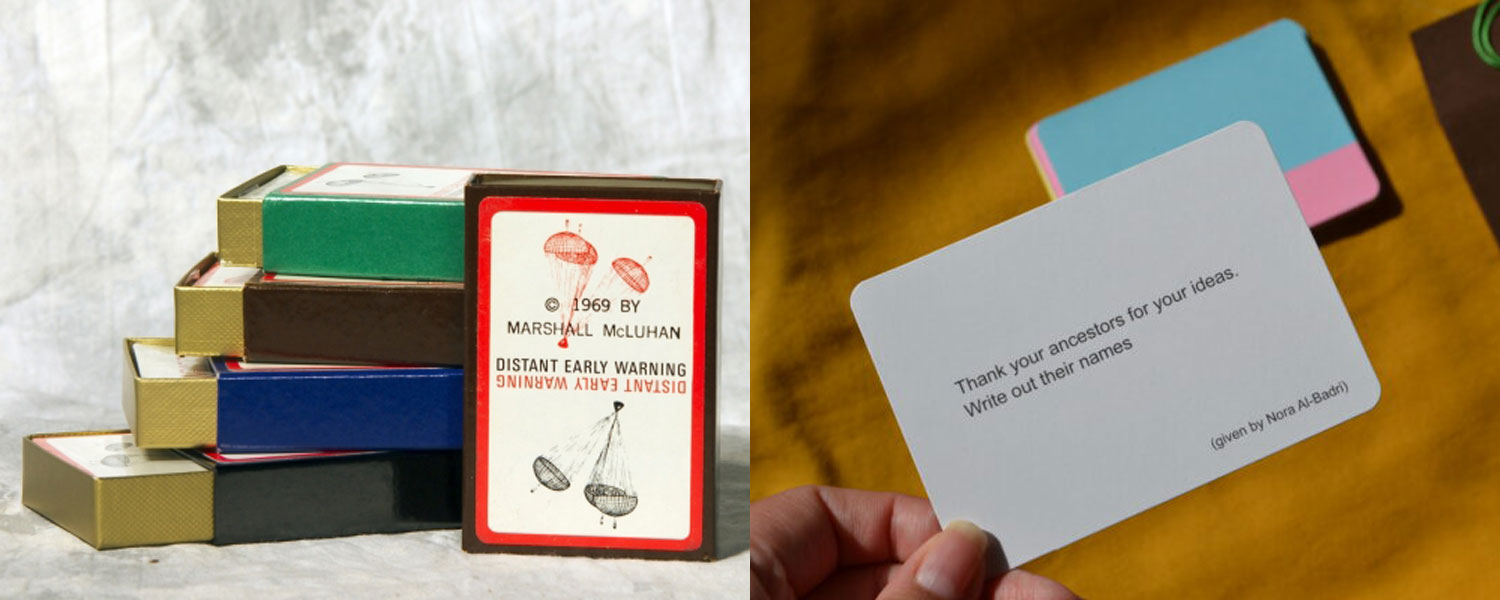 © 1969 BY
MARSHALL McLUHAN
DISTANT EARLY WARNING
DISTANT EARLY WARNING
Thank your ancestors for your ideas.
Write out their names
(given by Nora Al-Badri)